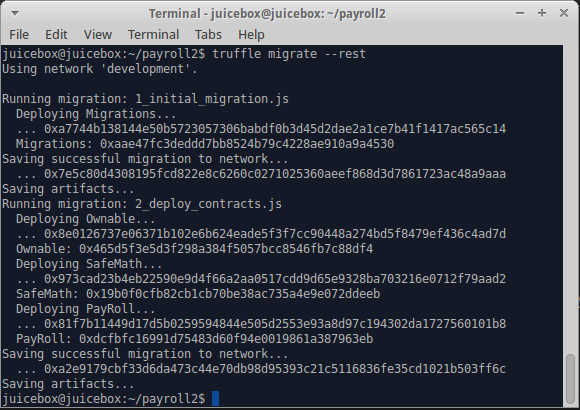 Terminal - juicebox@juicebox: ~/payroll2
File Edit View Terminal Tabs Help
juicebox@juicebox:~/payroll2$ truffle migrate --rest
Using network 'development'.
Running migration: 1_initial_migration.js
Deploying Migrations...
... 0xa7744b138144e50b5723057306babdf0b3d45d2dae2a1ce7b41f1417ac565c14
Migrations: 0xaae47fc3deddd7bb8524b79c4228ae910a9a4530
Saving successful migration to network...
... 0x7e5c80d4308195fcd822e8c6260c0271025360aeef868d3d7861723ac48a9aaa
Saving artifacts...
Running migration: 2_deploy_contracts.js
Deploying Ownable...
... 0x8e0126737e06371b102e6b624eade5f3f7cc90448a274bd5f8479ef436c4ad7d
Ownable: 0x465d5f3e5d3f298a384f5057bcc8546fb7c88df4
Deploying SafeMath...
... 0x973cad23b4eb22590e9d4f66a2aa0517cdd9d65e9328ba703216e0712f79aad2
SafeMath: 0x19b0f0cfb82cb1cb70be38ac735a4e9e072ddeeb
Deploying PayRoll...
... 0x81f7b11449d17d5b0259594844e505d2553e93a8d97c194302da1727560101b8
PayRoll: 0xdcfbfc16991d75483d60f94e0019861a387963eb
Saving successful migration to network...
... 0xa2e9179cbf33d6da473c44e70db98d95393c21c5116836fe35cd1021b503ff6c
Saving artifacts...
juicebox@juicebox:~/payroll2$